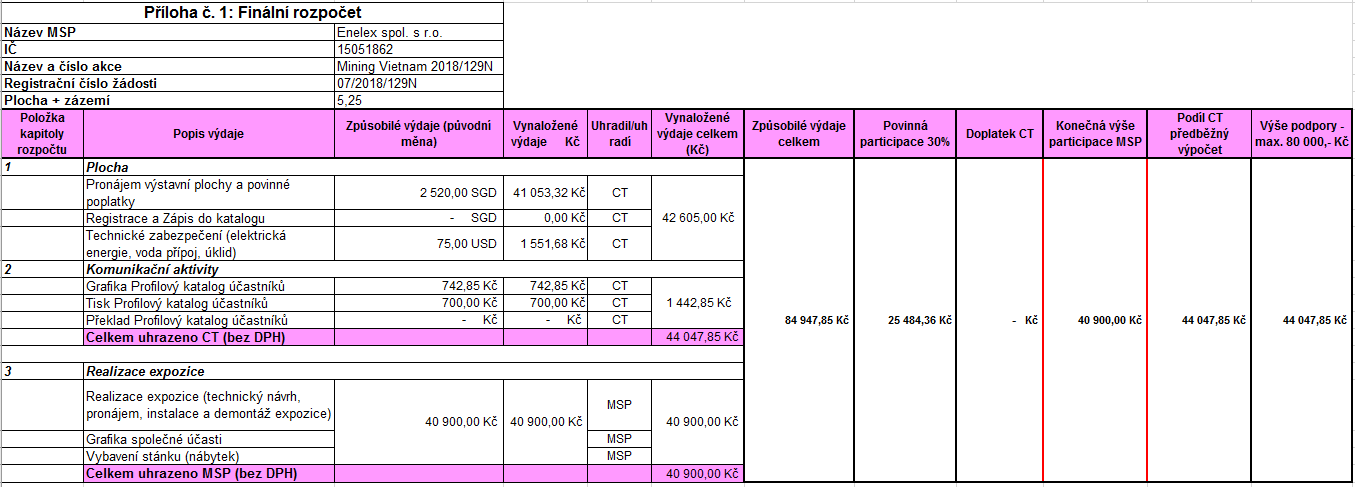 Příloha č. 1: Finální rozpočet
Název MSP Enelex spol. s r.o.
IČ 15051862
Název a číslo akce Mining Vietnam 2018/129N
Registrační číslo žádosti 07/2018/129N
Plocha + zázemí 5,25
Položka kapitoly rozpočtu Popis výdaje Způsobilé výdaje (původní měna) Vynaložené výdaje Kč Uhradil/uhradí Vynaložené výdaje celkem (Kč) Způsobilé výdaje celkem Povinná participace 30% Doplatek CT Konečná výše participace MSP Podíl CT předběžný výpočet Výše podpory - max. 80 000,- Kč
1 Plocha
Pronájem výstavní plochy a povinné poplatky 2 520,00 SGD 41 053,32 Kč CT
Registrace a Zápis do katalogu - SGD 0,00 Kč CT 42 605,00 Kč
Technické zabezpečení (elektrická energie, voda přípoj, úklid) 75,00 USD 1 551,68 Kč CT
2 Komunikační aktivity
Grafika Profilový katalog účastníků 742,85 Kč 742,85 Kč CT
Tisk Profilový katalog účastníků 700,00 Kč 700,00 Kč CT 1 442,85 Kč
Překlad Profilový katalog účastníků - Kč - Kč CT
84 947,85 Kč 25 484,36 Kč - Kč 40 900,00 Kč 44 047,85 Kč 44 047,85 Kč
Celkem uhrazeno CT (bez DPH) 44 047,85 Kč
3 Realizace expozice
Realizace expozice (technický návrh, pronájem, instalace a demontáž expozice) MSP
40 900,00 Kč 40 900,00 Kč 40 900,00 Kč
Grafika společné účasti MSP
Vybavení stánku (nábytek) MSP
Celkem uhrazeno MSP (bez DPH) 40 900,00 Kč